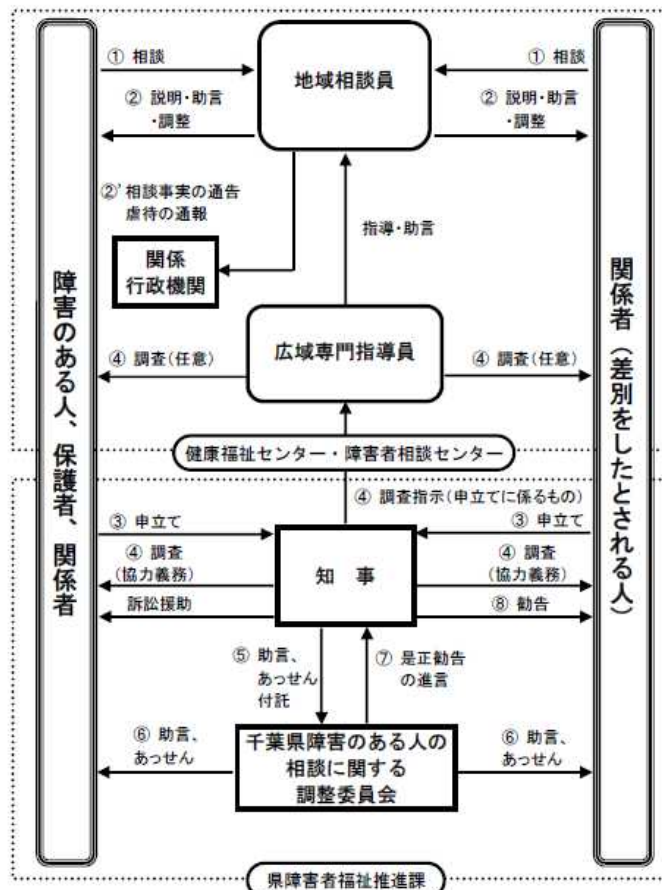 ① 相談
地域相談員
① 相談
② 説明・助言
・調整
② 説明・助言
・調整
②’相談事実の通告
虐待の通報
指導・助言
関係
行政機関
障害のある人、保護者、関係者
関係者（差別をしたとされる人）
広域専門指導員
④ 調査（任意）
④ 調査（任意）
健康福祉センター・障害者相談センター
④ 調査指示（申立てに係るもの）
③ 申立て
③ 申立て
④ 調査
（協力義務）
知　事
④ 調査
（協力義務）
訴訟援助
⑧ 勧告
⑤ 助言、
あっせん
付託
⑦ 是正勧告
の進言
⑥ 助言、
あっせん
千葉県障害のある人の
相談に関する
調整委員会
⑥ 助言、
あっせん
県障害者福祉推進課